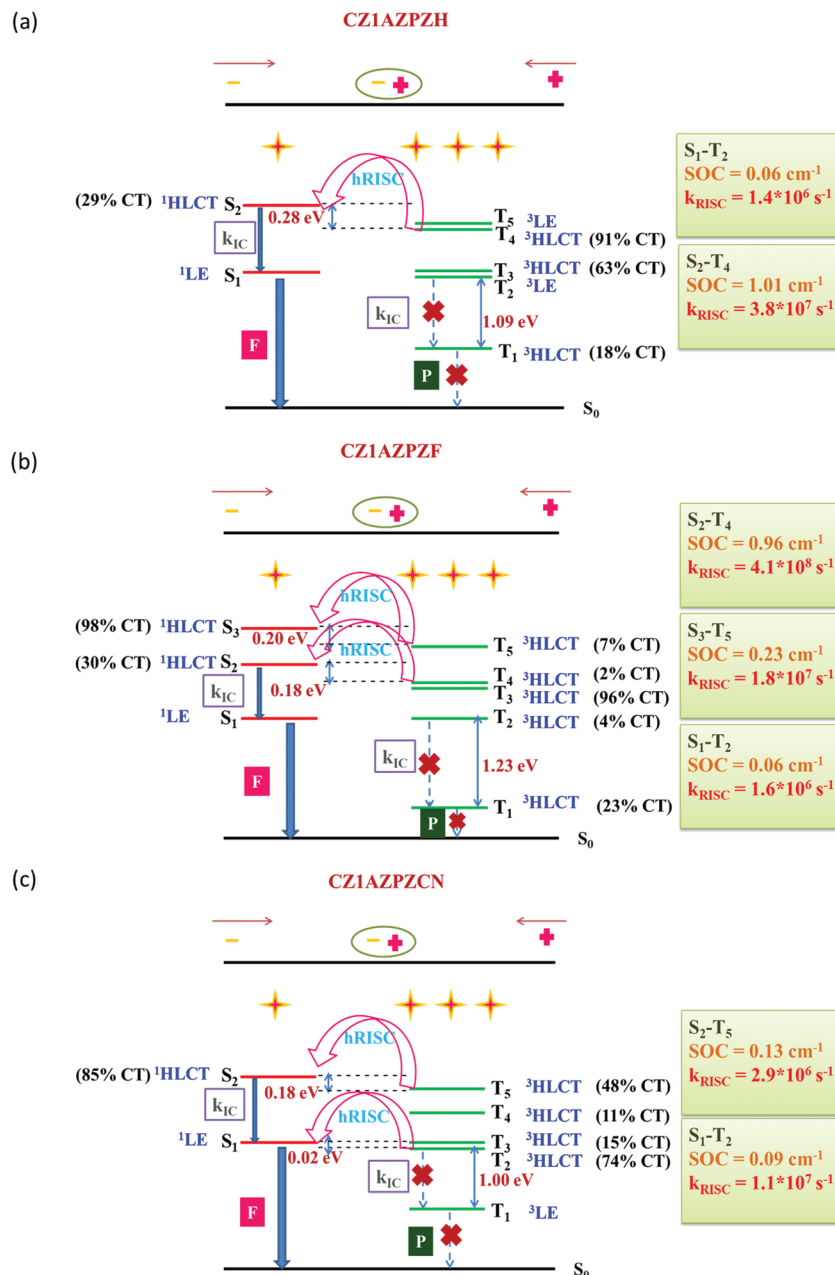 (a)
CZ1AZPZH
− − + +
(29% CT) ¹HLCT S₂
hRISC
0.28 eV
T₅ ³LE
T₄ ³HLCT (91% CT)
k_IC
¹LE S₁
T₃ ³HLCT (63% CT)
T₂ ³LE
k_IC
1.09 eV
F
T₁ ³HLCT (18% CT)
P
S₀
S₁-T₂
SOC = 0.06 cm⁻¹
k_RISC = 1.4*10⁶ s⁻¹
S₂-T₄
SOC = 1.01 cm⁻¹
k_RISC = 3.8*10⁷ s⁻¹
(b)
CZ1AZPZF
− − + +
hRISC
(98% CT) ¹HLCT S₃
0.20 eV
T₅ ³HLCT (7% CT)
hRISC
(30% CT) ¹HLCT S₂
0.18 eV
T₄ ³HLCT (2% CT)
T₃ ³HLCT (96% CT)
k_IC
¹LE S₁
T₂ ³HLCT (4% CT)
k_IC
1.23 eV
F
T₁ ³HLCT (23% CT)
P
S₀
S₂-T₄
SOC = 0.96 cm⁻¹
k_RISC = 4.1*10⁸ s⁻¹
S₃-T₅
SOC = 0.23 cm⁻¹
k_RISC = 1.8*10⁷ s⁻¹
S₁-T₂
SOC = 0.06 cm⁻¹
k_RISC = 1.6*10⁶ s⁻¹
(c)
CZ1AZPZCN
− − + +
hRISC
(85% CT) ¹HLCT S₂
0.18 eV
T₅ ³HLCT (48% CT)
k_IC
hRISC
T₄ ³HLCT (11% CT)
¹LE S₁
0.02 eV
T₃ ³HLCT (15% CT)
T₂ ³HLCT (74% CT)
k_IC
1.00 eV
F
T₁ ³LE
P
S₀
S₂-T₅
SOC = 0.13 cm⁻¹
k_RISC = 2.9*10⁶ s⁻¹
S₁-T₂
SOC = 0.09 cm⁻¹
k_RISC = 1.1*10⁷ s⁻¹